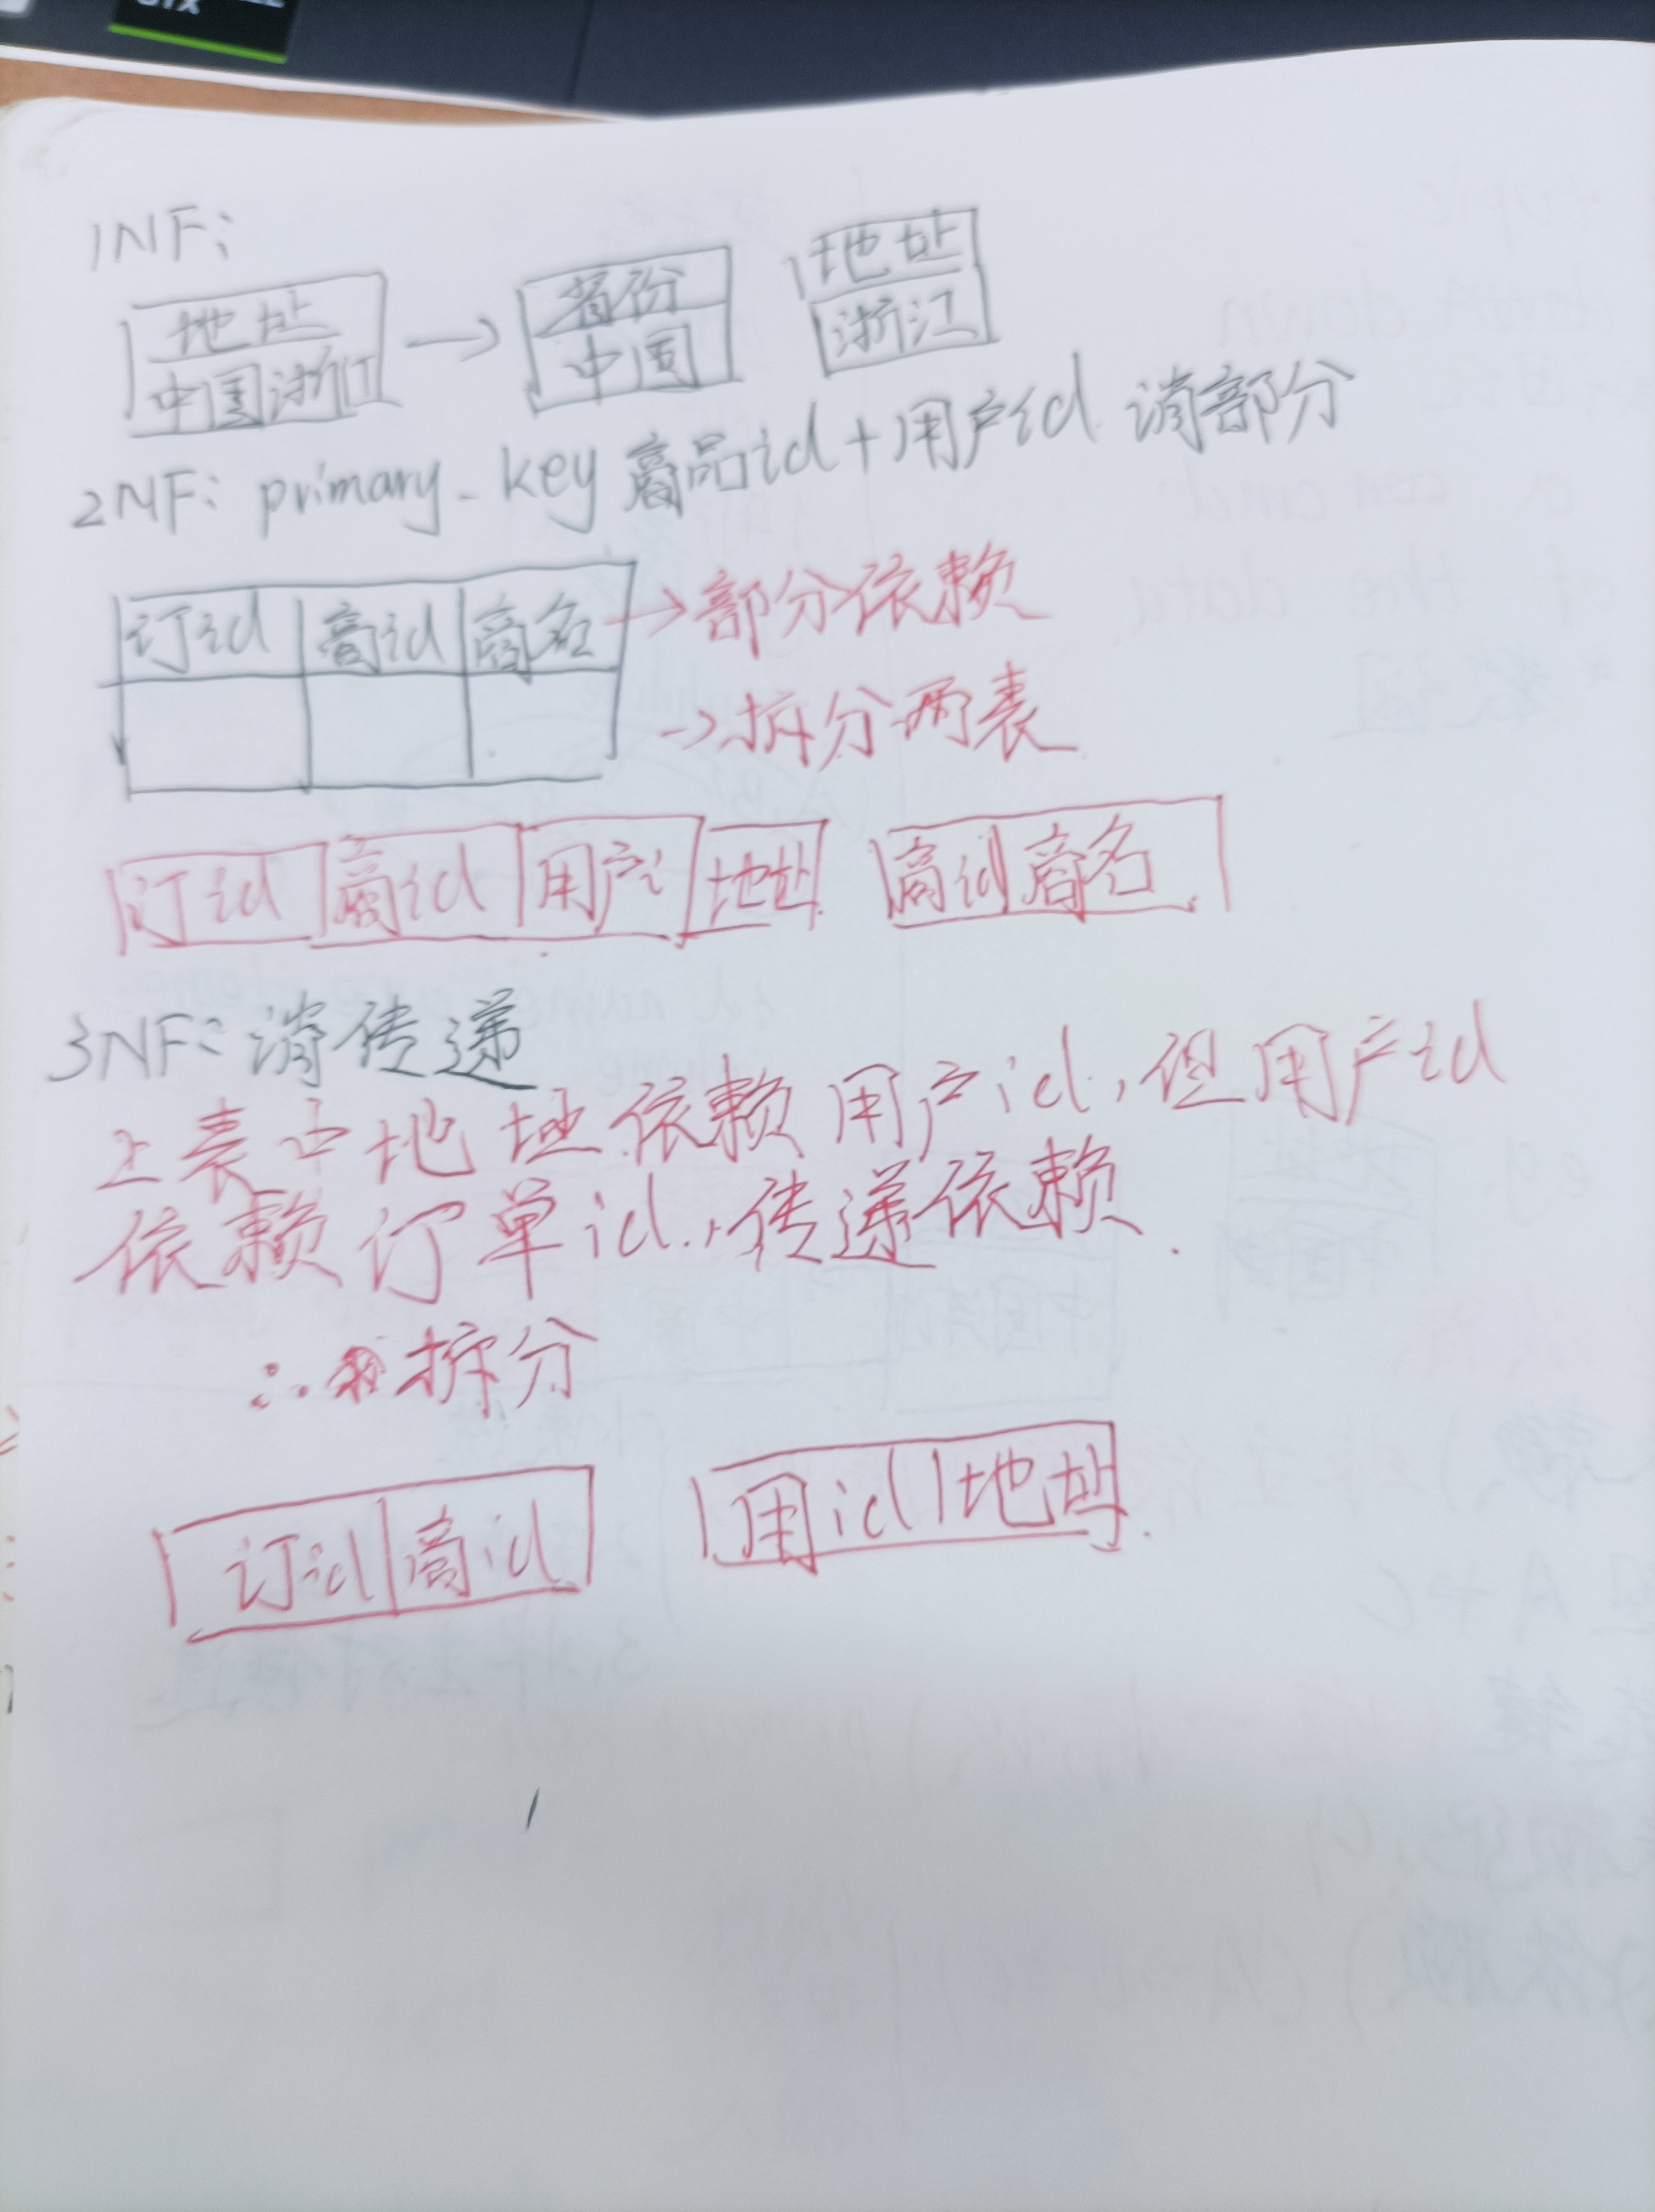 1NF:
地址 省份 地址
中国浙江 → 中国 浙江
2NF: primary_key 商品id+用户id 消部分
订id 商id 商名 →部分依赖
→拆分两表
订id 商id 用户i 地址 商id 商名
3NF: 消传递
上表中地址依赖用户id,但用户id
依赖订单id,传递依赖.
∴ 拆分
订id 商id 用id 地址